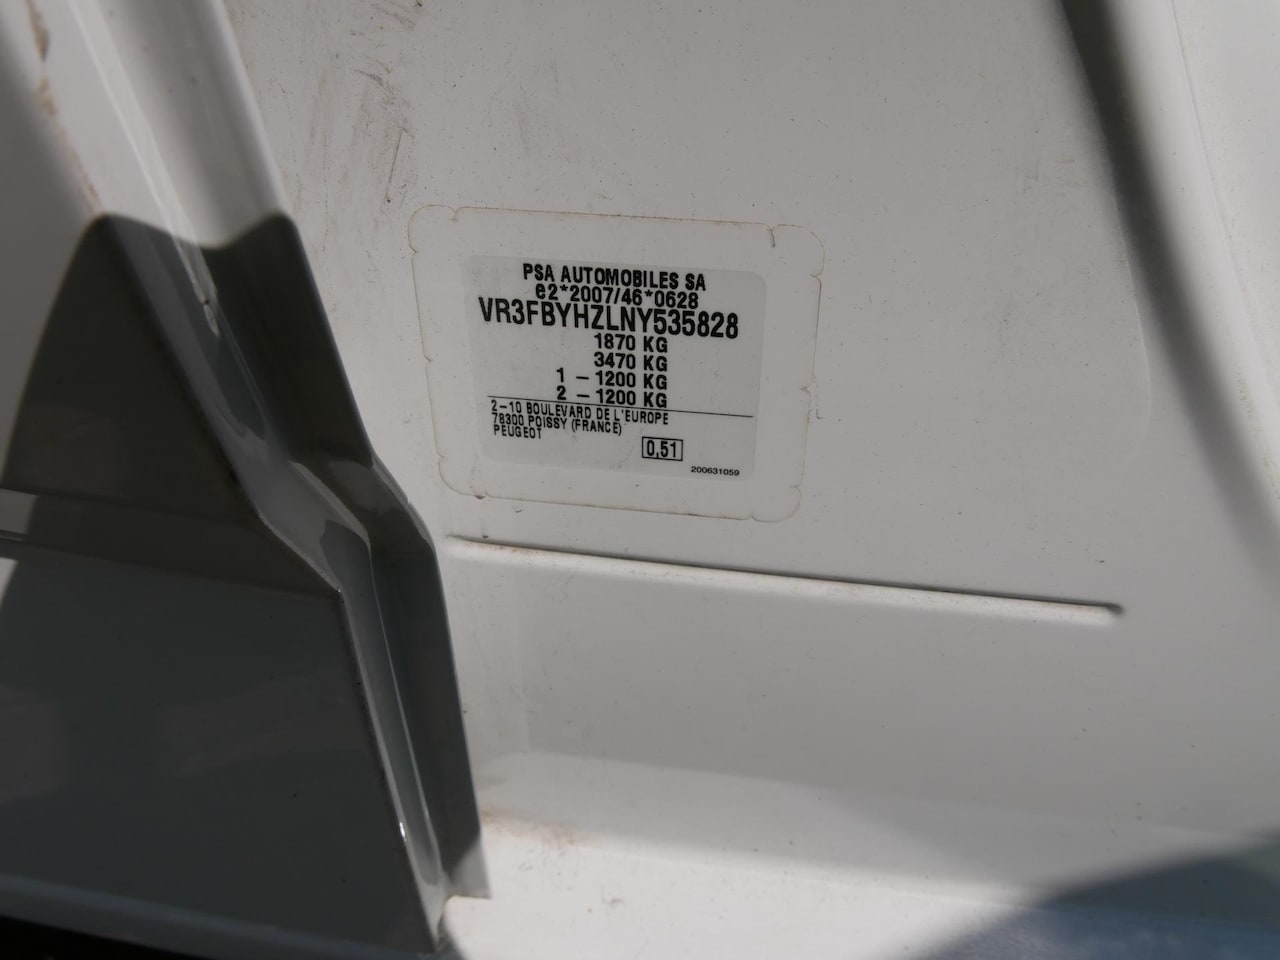 PSA AUTOMOBILES SA
e2*2007/46*0628
VR3FBYHZLNY535828
1870 KG
3470 KG
1 – 1200 KG
2 – 1200 KG
2–10 BOULEVARD DE L'EUROPE
78300 POISSY (FRANCE)
PEUGEOT
0,51
200631059